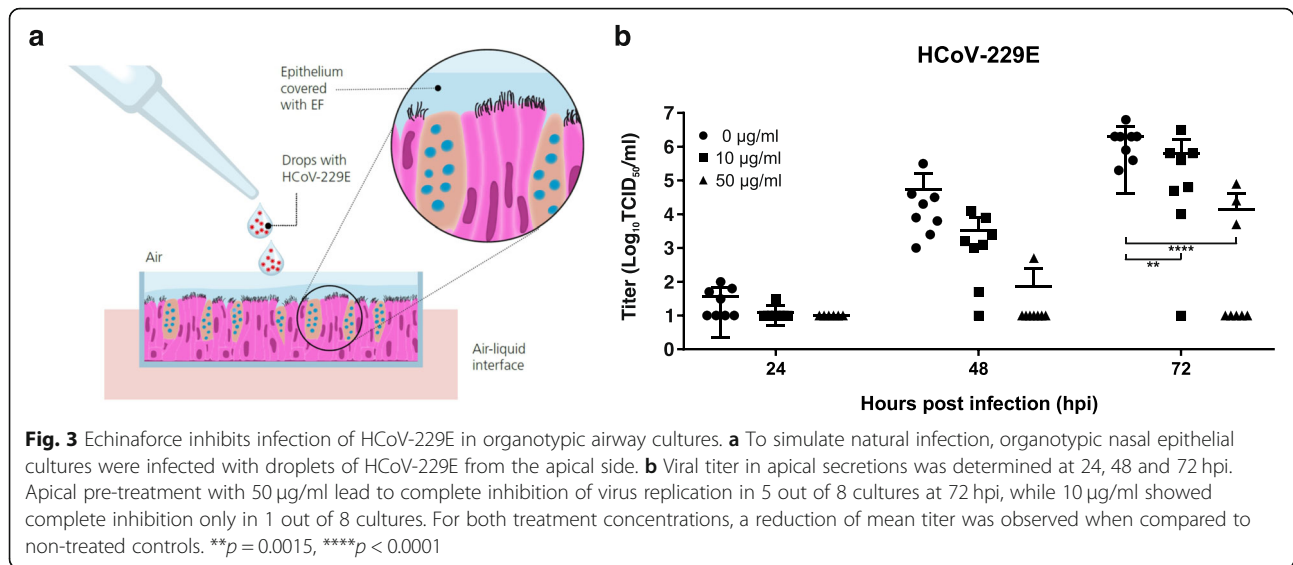 a
Epithelium
covered
with EF
Drops with
HCoV-229E
Air
Air-liquid
interface
b
HCoV-229E
Titer (Log₁₀TCID₅₀/ml)
7
6
5
4
3
2
1
0
0 µg/ml
10 µg/ml
50 µg/ml
****
**
24
48
72
Hours post infection (hpi)
Fig. 3 Echinaforce inhibits infection of HCoV-229E in organotypic airway cultures. a To simulate natural infection, organotypic nasal epithelial
cultures were infected with droplets of HCoV-229E from the apical side. b Viral titer in apical secretions was determined at 24, 48 and 72 hpi.
Apical pre-treatment with 50 µg/ml lead to complete inhibition of virus replication in 5 out of 8 cultures at 72 hpi, while 10 µg/ml showed
complete inhibition only in 1 out of 8 cultures. For both treatment concentrations, a reduction of mean titer was observed when compared to
non-treated controls. **p = 0.0015, ****p < 0.0001